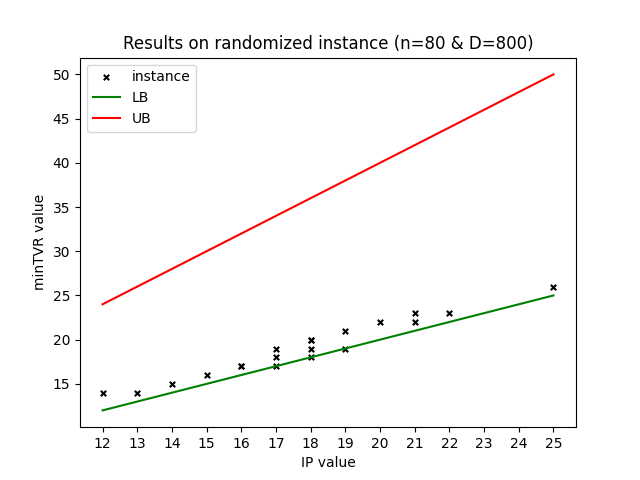 Results on randomized instance (n=80 & D=800)
instance
LB
UB
50
45
40
35
30
25
20
15
minTVR value
12 13 14 15 16 17 18 19 20 21 22 23 24 25
IP value